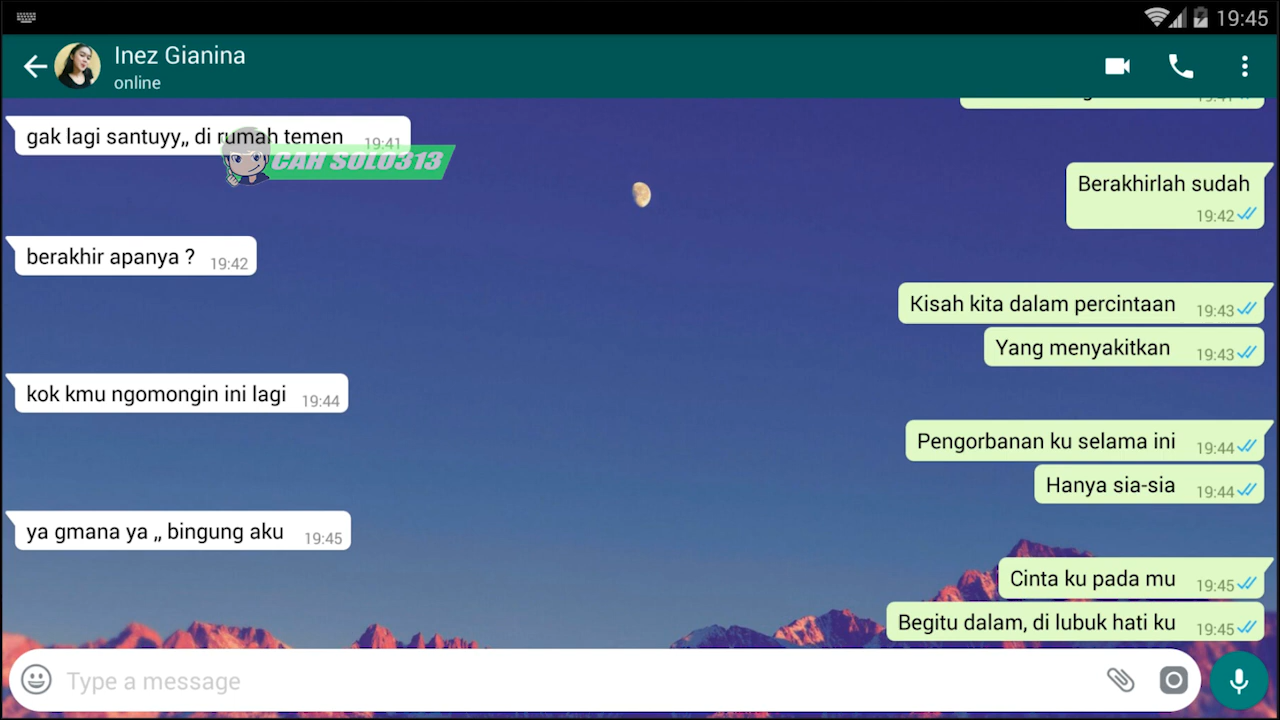 19:45
Inez Gianina
online
gak lagi santuyy,, di rumah temen 19:41
CAH SOLO313
Berakhirlah sudah
19:42
berakhir apanya ? 19:42
Kisah kita dalam percintaan 19:43
Yang menyakitkan 19:43
kok kmu ngomongin ini lagi 19:44
Pengorbanan ku selama ini 19:44
Hanya sia-sia 19:44
ya gmana ya ,, bingung aku 19:45
Cinta ku pada mu 19:45
Begitu dalam, di lubuk hati ku 19:45
Type a message